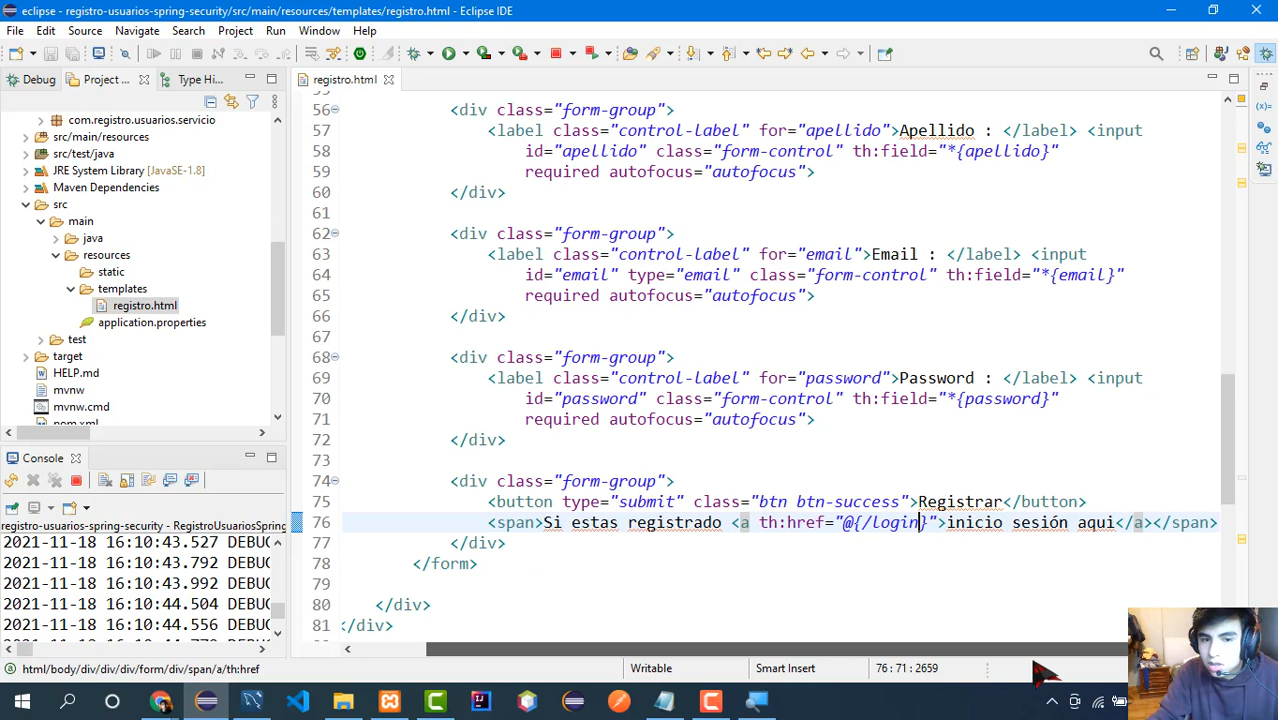 eclipse - registro-usuarios-spring-security/src/main/resources/templates/registro.html - Eclipse IDE
File Edit Source Navigate Search Project Run Window Help
Debug Project ... Type Hi... registro.html
com.registro.usuarios.servicio
src/main/resources
src/test/java
JRE System Library [JavaSE-1.8]
Maven Dependencies
src
main
java
resources
static
templates
registro.html
application.properties
test
target
HELP.md
mvnw
mvnw.cmd
pom.xml
Console
registro-usuarios-spring-security - RegistroUsuariosSpring
2021-11-18 16:10:43.527 DEBUG
2021-11-18 16:10:43.792 DEBUG
2021-11-18 16:10:43.992 DEBUG
2021-11-18 16:10:44.504 DEBUG
2021-11-18 16:10:44.770 DEBUG
55
56 <div class="form-group">
57 <label class="control-label" for="apellido">Apellido : </label> <input
58 id="apellido" class="form-control" th:field="*{apellido}"
59 required autofocus="autofocus">
60 </div>
61
62 <div class="form-group">
63 <label class="control-label" for="email">Email : </label> <input
64 id="email" type="email" class="form-control" th:field="*{email}"
65 required autofocus="autofocus">
66 </div>
67
68 <div class="form-group">
69 <label class="control-label" for="password">Password : </label> <input
70 id="password" class="form-control" th:field="*{password}"
71 required autofocus="autofocus">
72 </div>
73
74 <div class="form-group">
75 <button type="submit" class="btn btn-success">Registrar</button>
76 <span>Si estas registrado <a th:href="@{/login}">inicio sesión aqui</a></span>
77 </div>
78 </form>
79
80 </div>
81 </div>
html/body/div/div/div/form/div/span/a/th:href Writable Smart Insert 76 : 71 : 2659